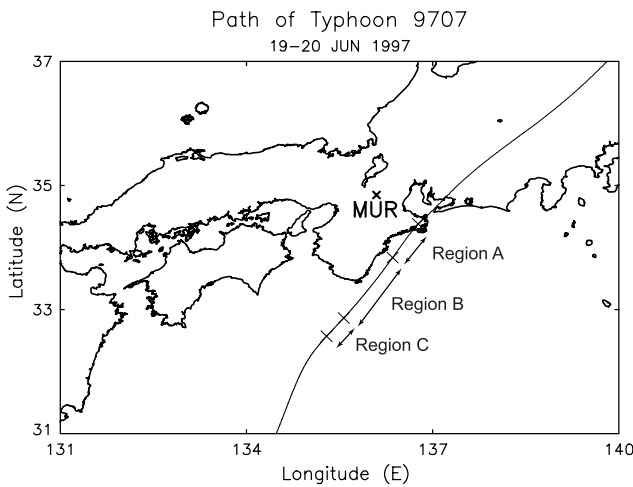 Path of Typhoon 9707
19-20 JUN 1997
37
35
33
31
Latitude (N)
MUR
Region A
Region B
Region C
131
134
137
140
Longitude (E)